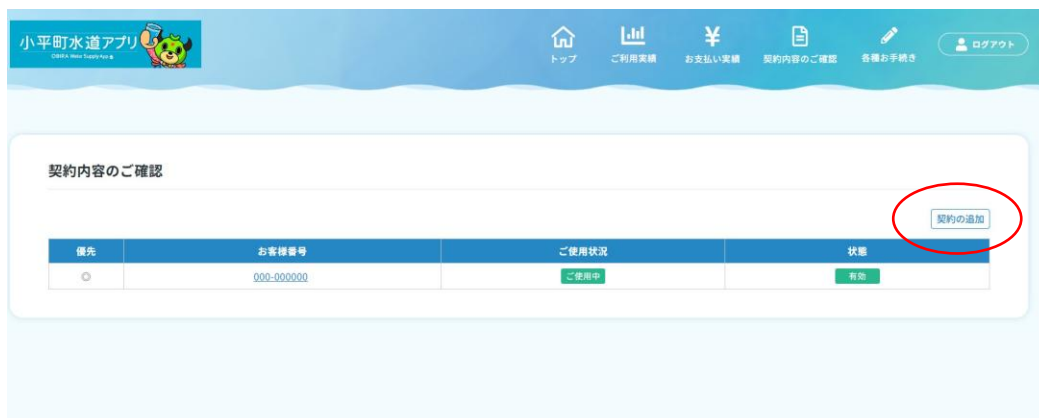 小平町水道アプリ
OBIRA Water Supply App
トップ
ご利用実績
お支払い実績
契約内容のご確認
各種お手続き
ログアウト
契約内容のご確認
契約の追加
優先 お客様番号 ご使用状況 状態
◎ 000-000000 ご使用中 有効